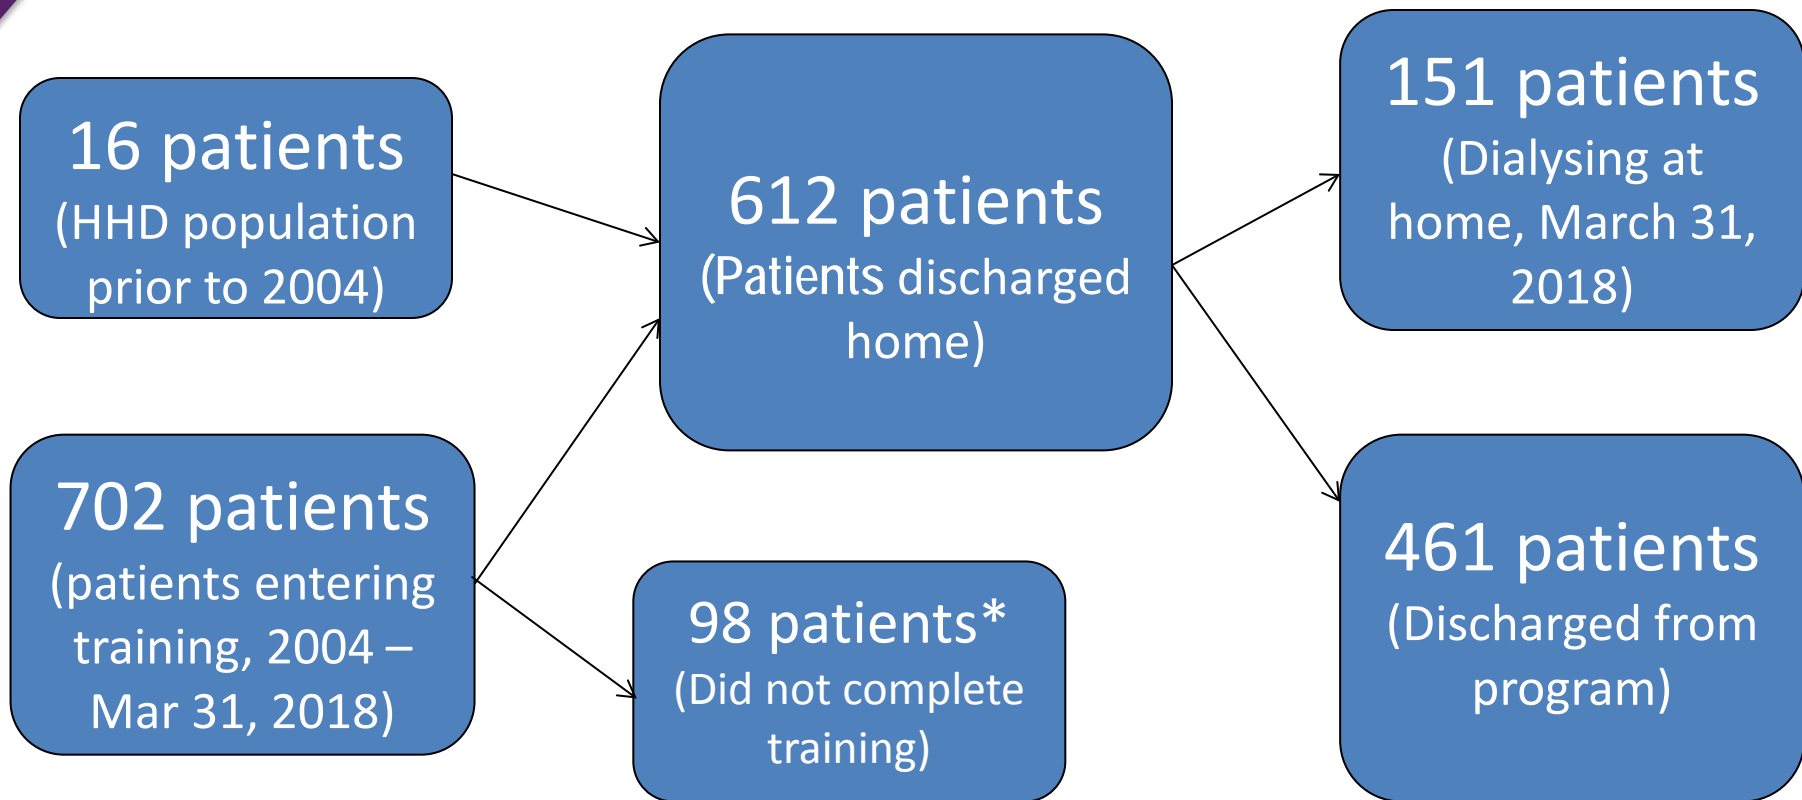 16 patients
(HHD population
prior to 2004)
702 patients
(patients entering
training, 2004 –
Mar 31, 2018)
612 patients
(Patients discharged
home)
98 patients*
(Did not complete
training)
151 patients
(Dialysing at
home, March 31,
2018)
461 patients
(Discharged from
program)